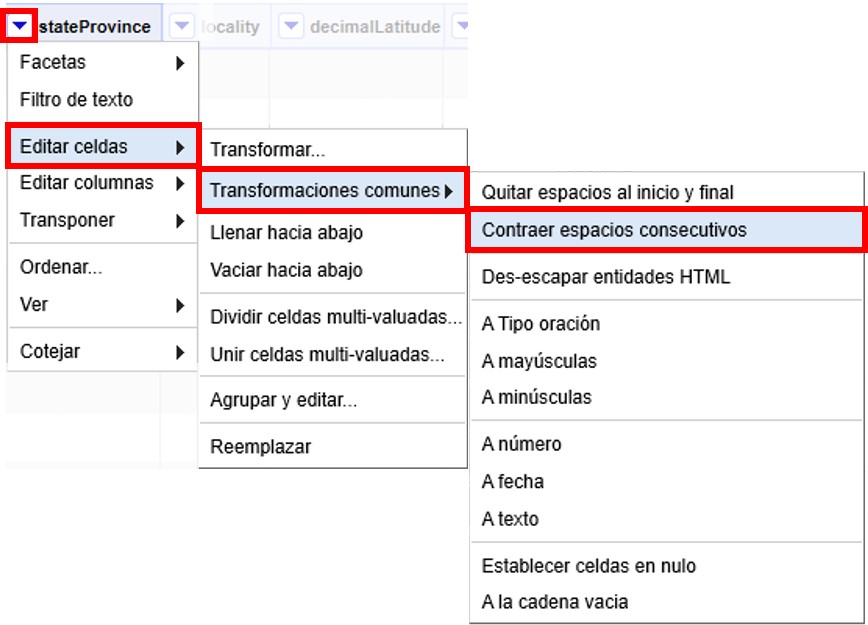 stateProvince locality decimalLatitude
Facetas
Filtro de texto
Editar celdas
Editar columnas
Transponer
Ordenar...
Ver
Cotejar
Transformar...
Transformaciones comunes
Llenar hacia abajo
Vaciar hacia abajo
Dividir celdas multi-valuadas...
Unir celdas multi-valuadas...
Agrupar y editar...
Reemplazar
Quitar espacios al inicio y final
Contraer espacios consecutivos
Des-escapar entidades HTML
A Tipo oración
A mayúsculas
A minúsculas
A número
A fecha
A texto
Establecer celdas en nulo
A la cadena vacia